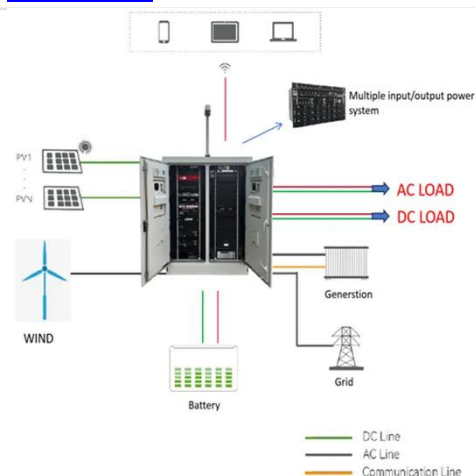 Multiple input/output power
system
PV1
PVN
AC LOAD
DC LOAD
WIND
Generstion
Grid
Battery
DC Line
AC Line
Communication Line